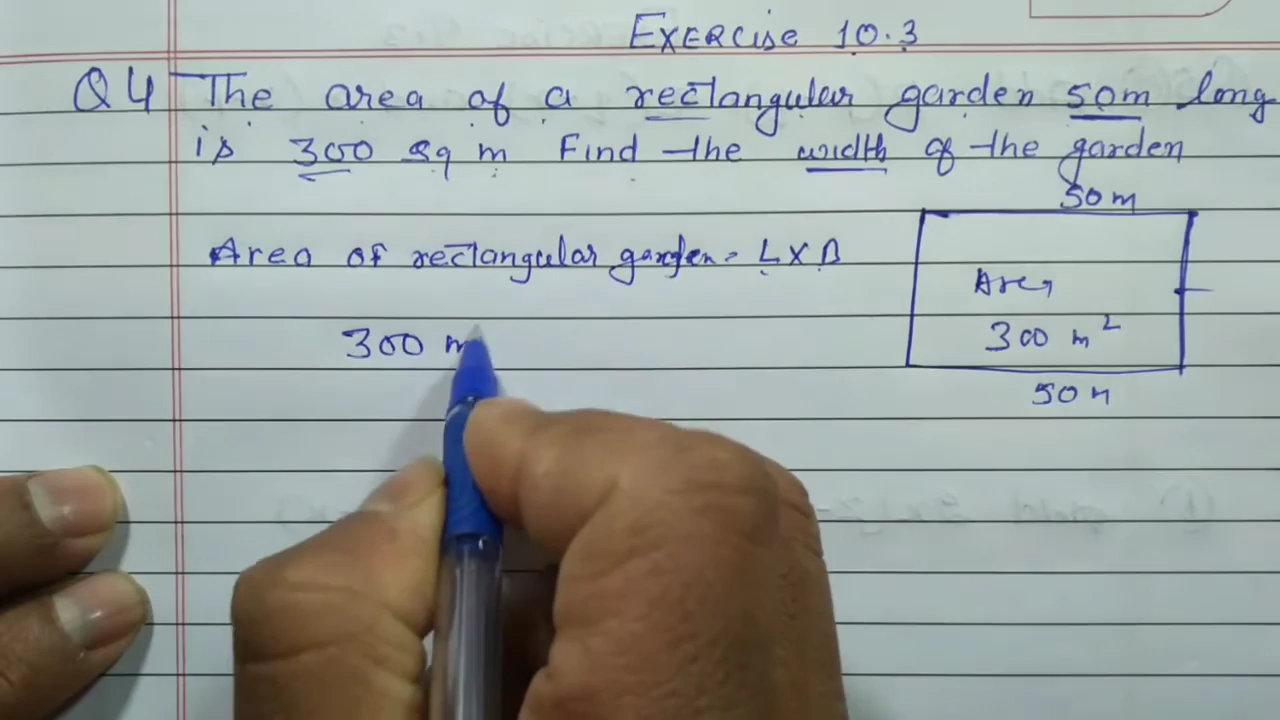 Exercise 10.3
Q4 The area of a rectangular garden 50m long
is 300 sq m Find the width of the garden
50 m
Area of rectangular garden = L × B
Area
300 m
300 m²
50 m